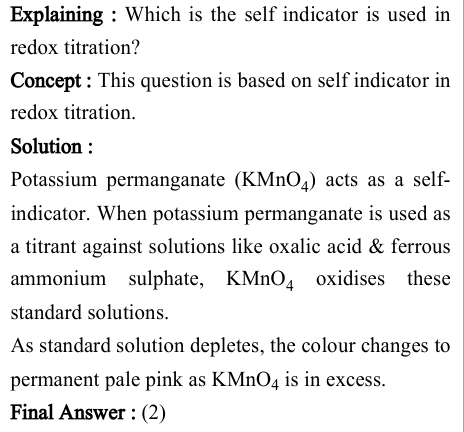 Explaining : Which is the self indicator is used in
redox titration?
Concept : This question is based on self indicator in
redox titration.
Solution :
Potassium permanganate (KMnO₄) acts as a self-
indicator. When potassium permanganate is used as
a titrant against solutions like oxalic acid & ferrous
ammonium sulphate, KMnO₄ oxidises these
standard solutions.
As standard solution depletes, the colour changes to
permanent pale pink as KMnO₄ is in excess.
Final Answer : (2)